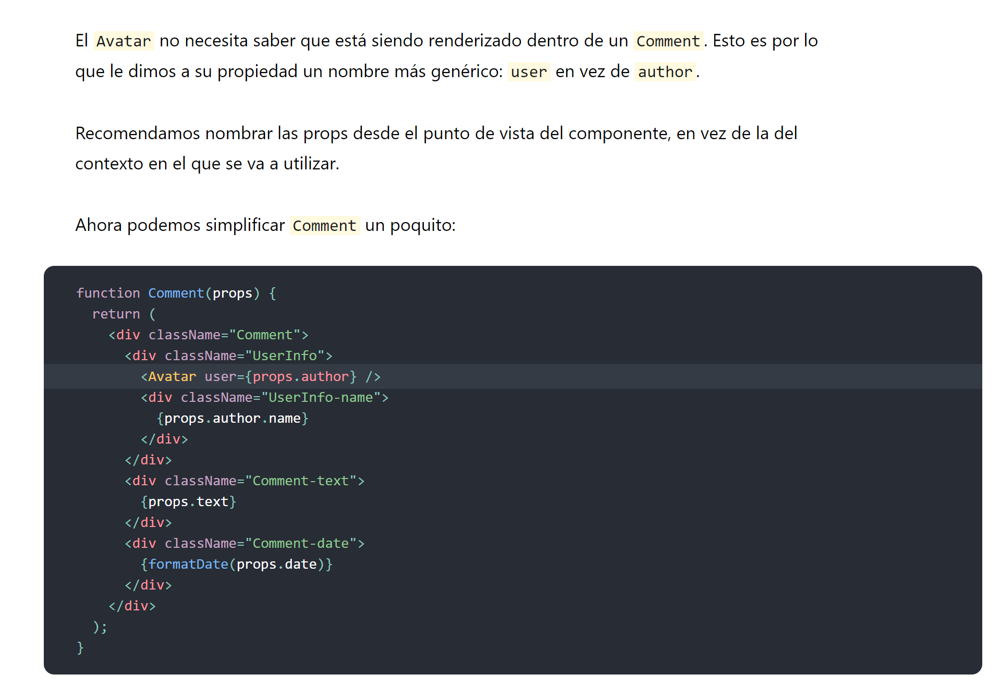 El Avatar no necesita saber que está siendo renderizado dentro de un Comment. Esto es por lo
que le dimos a su propiedad un nombre más genérico: user en vez de author.
Recomendamos nombrar las props desde el punto de vista del componente, en vez de la del
contexto en el que se va a utilizar.
Ahora podemos simplificar Comment un poquito:
function Comment(props) {
  return (
    <div className="Comment">
      <div className="UserInfo">
        <Avatar user={props.author} />
        <div className="UserInfo-name">
          {props.author.name}
        </div>
      </div>
      <div className="Comment-text">
        {props.text}
      </div>
      <div className="Comment-date">
        {formatDate(props.date)}
      </div>
    </div>
  );
}